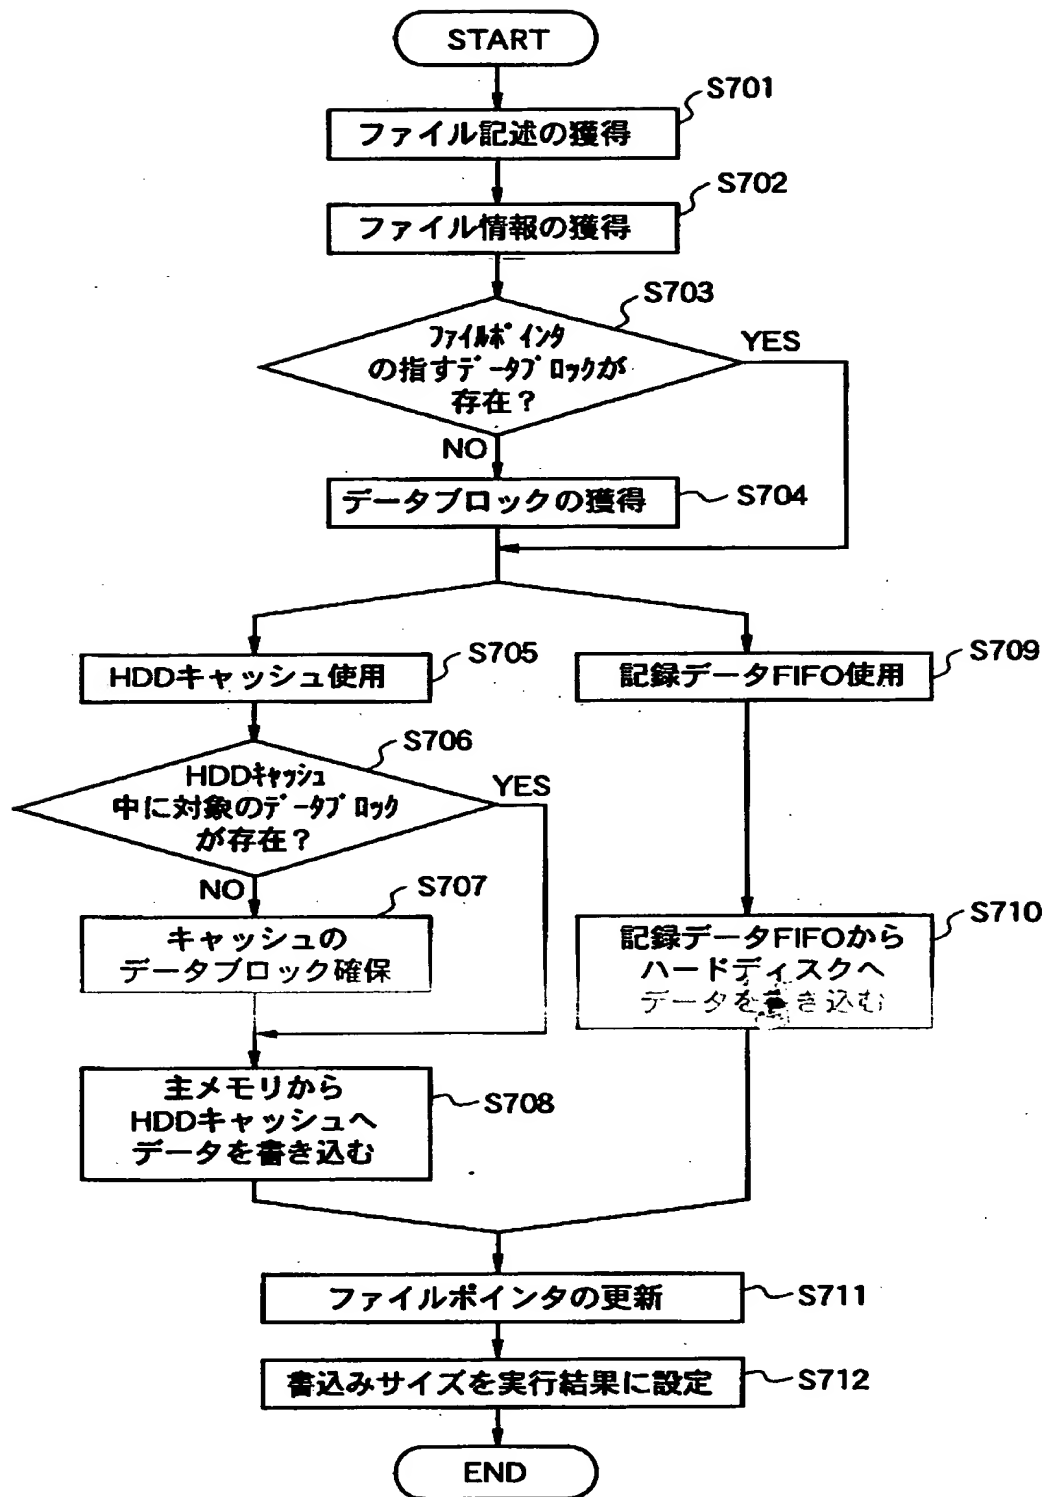 START
S701
ファイル記述の獲得
S702
ファイル情報の獲得
S703
ﾌｧｲﾙﾎﾟｲﾝﾀ
の指すﾃﾞｰﾀﾌﾞﾛｯｸが
存在？
YES
NO
データブロックの獲得
S704
HDDキャッシュ使用
S705
記録データFIFO使用
S709
S706
HDDｷｬｯｼｭ
中に対象のﾃﾞｰﾀﾌﾞﾛｯｸ
が存在？
YES
NO
S707
キャッシュの
データブロック確保
S710
記録データFIFOから
ハードディスクへ
データを書き込む
主メモリから
HDDキャッシュへ
データを書き込む
S708
ファイルポインタの更新
S711
書込みサイズを実行結果に設定
S712
END